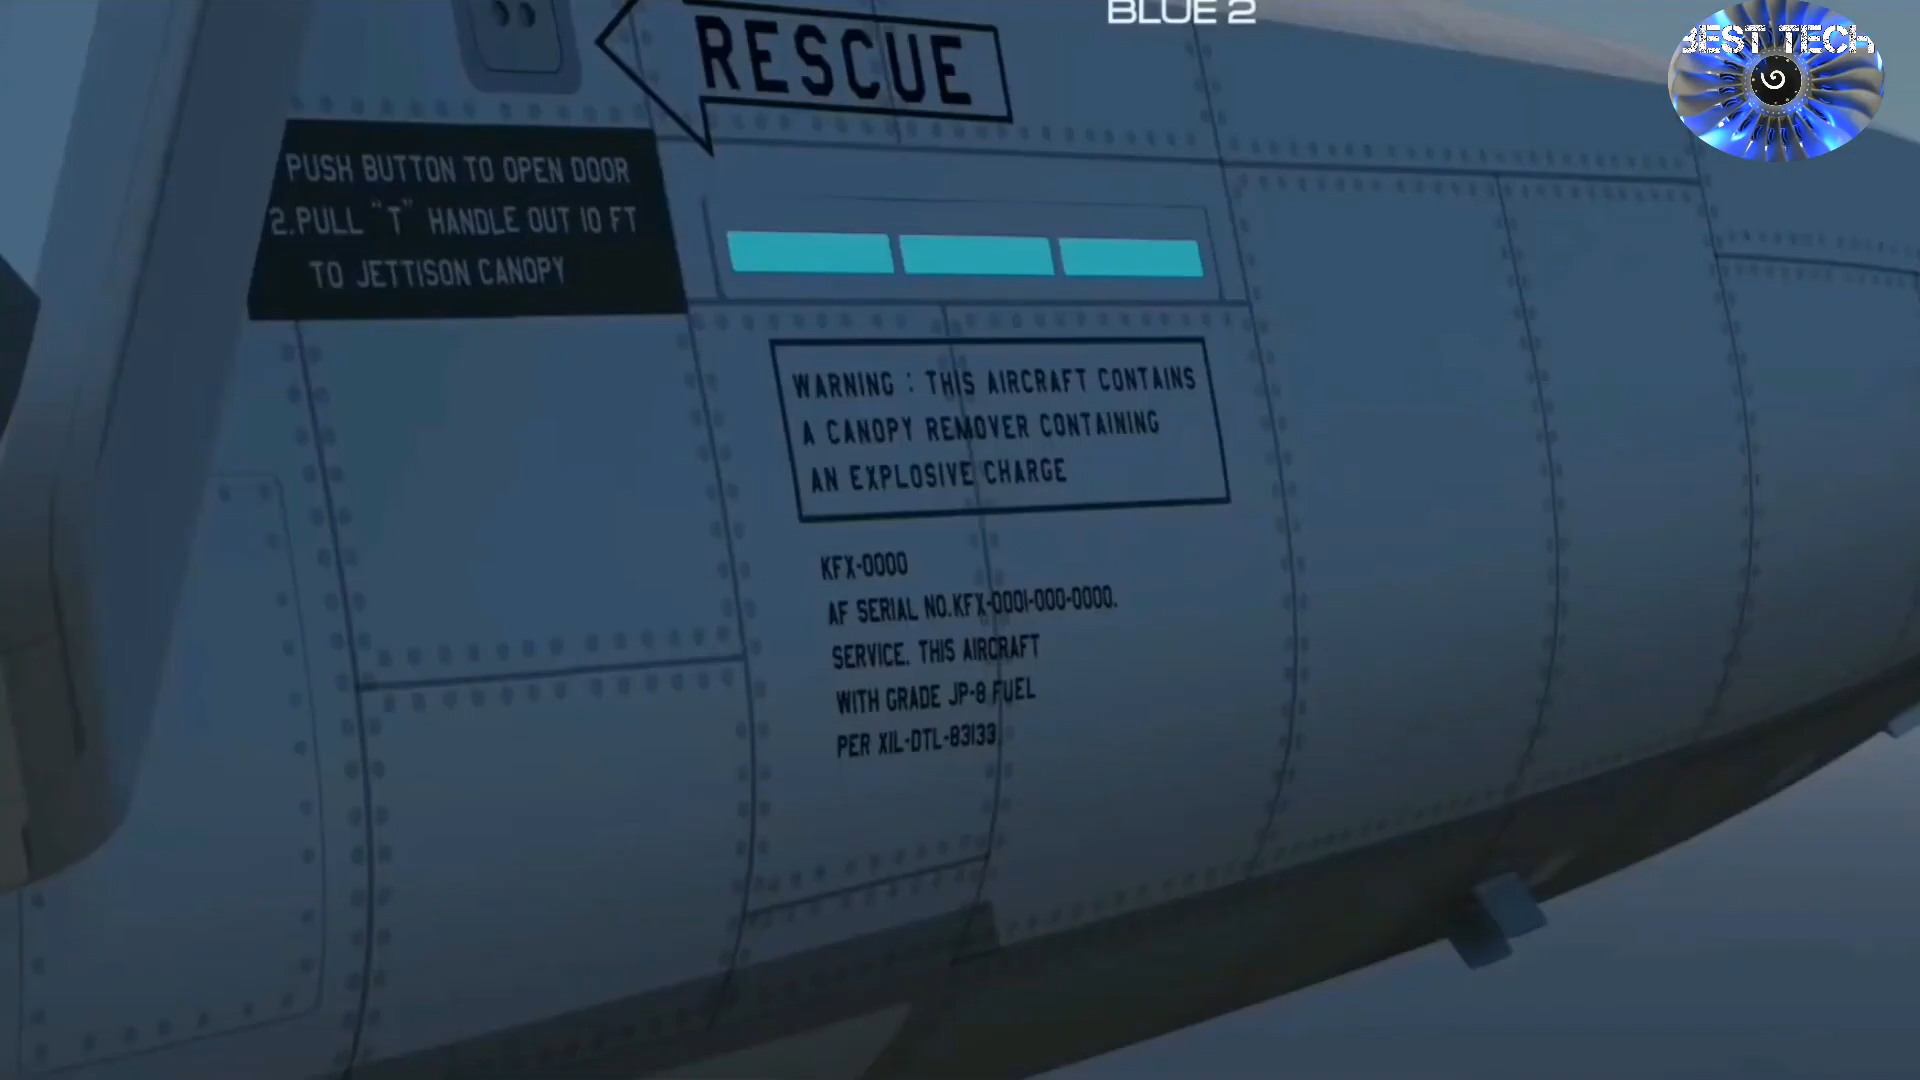 BLUE 2
BEST TECH
RESCUE
PUSH BUTTON TO OPEN DOOR
2.PULL "T" HANDLE OUT 10 FT
TO JETTISON CANOPY
WARNING : THIS AIRCRAFT CONTAINS
A CANOPY REMOVER CONTAINING
AN EXPLOSIVE CHARGE
KFX-0000
AF SERIAL NO.KFX-0001-000-0000.
SERVICE. THIS AIRCRAFT
WITH GRADE JP-8 FUEL
PER XIL-DTL-83133